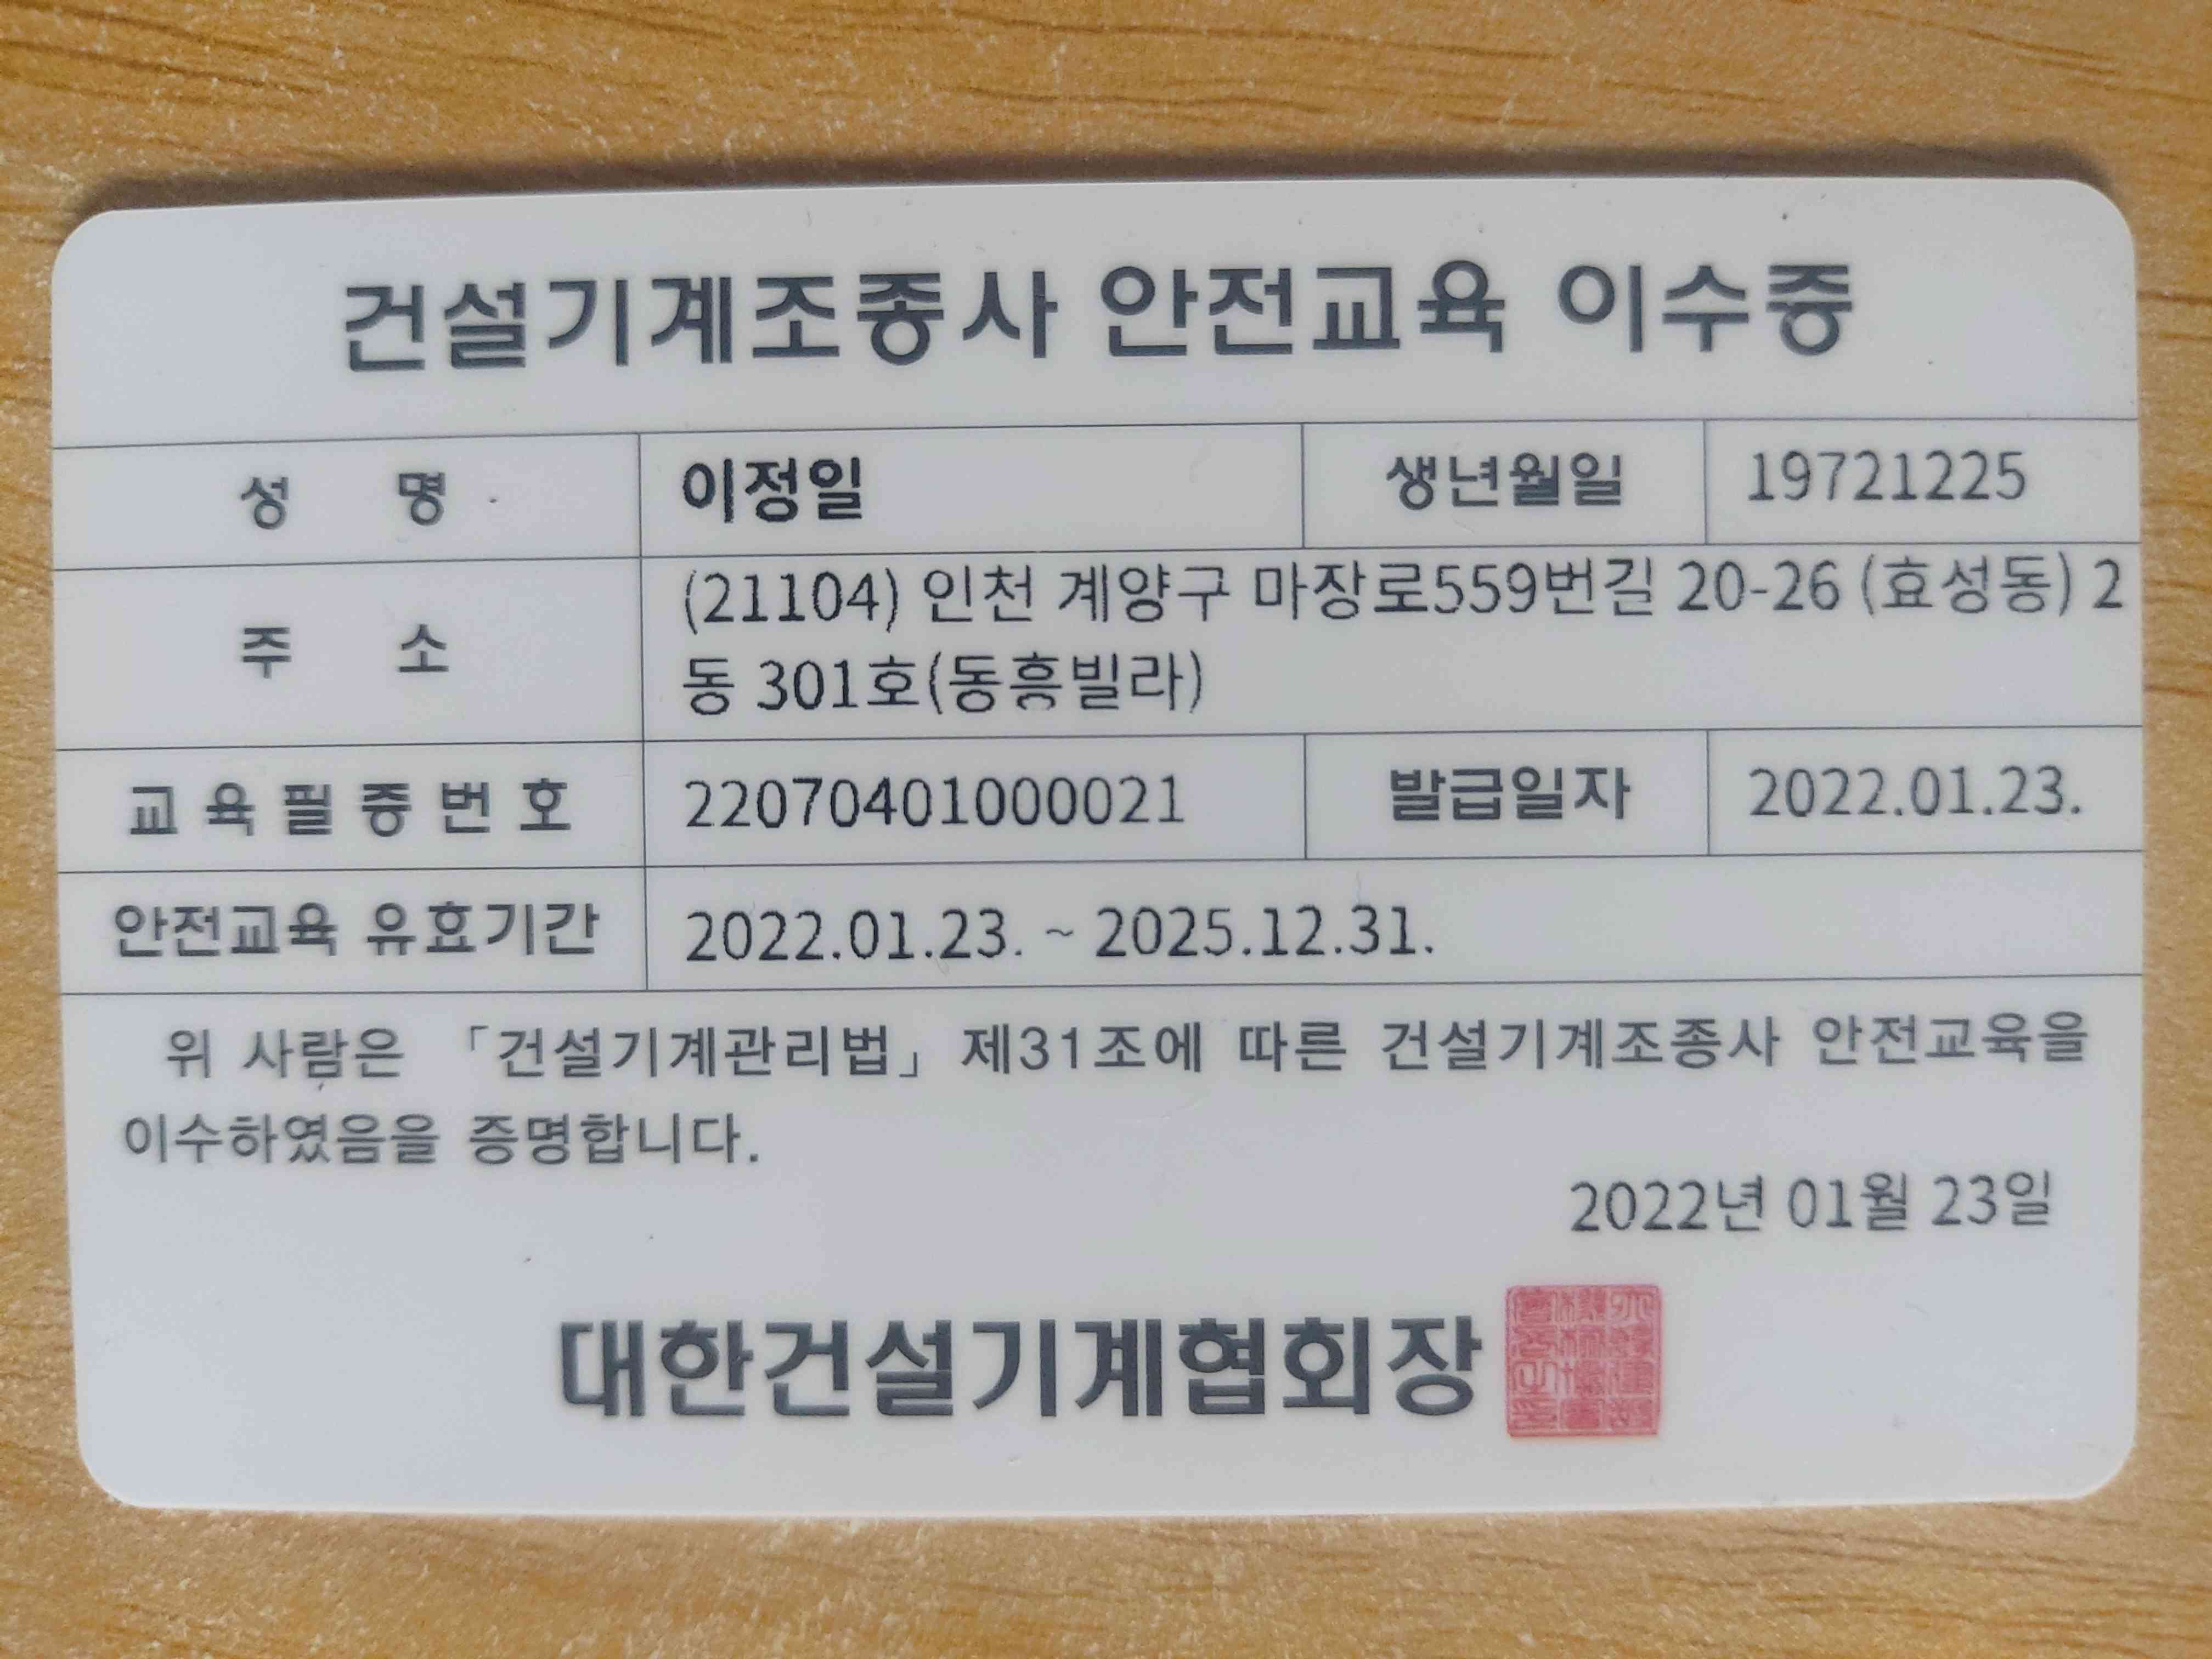 건설기계조종사 안전교육 이수증
성 명 이정일 생년월일 19721225
주 소 (21104) 인천 계양구 마장로559번길 20-26 (효성동) 2
동 301호(동흥빌라)
교육필증번호 22070401000021 발급일자 2022.01.23.
안전교육 유효기간 2022.01.23. ~ 2025.12.31.
위 사람은 「건설기계관리법」 제31조에 따른 건설기계조종사 안전교육을
이수하였음을 증명합니다.
2022년 01월 23일
대한건설기계협회장